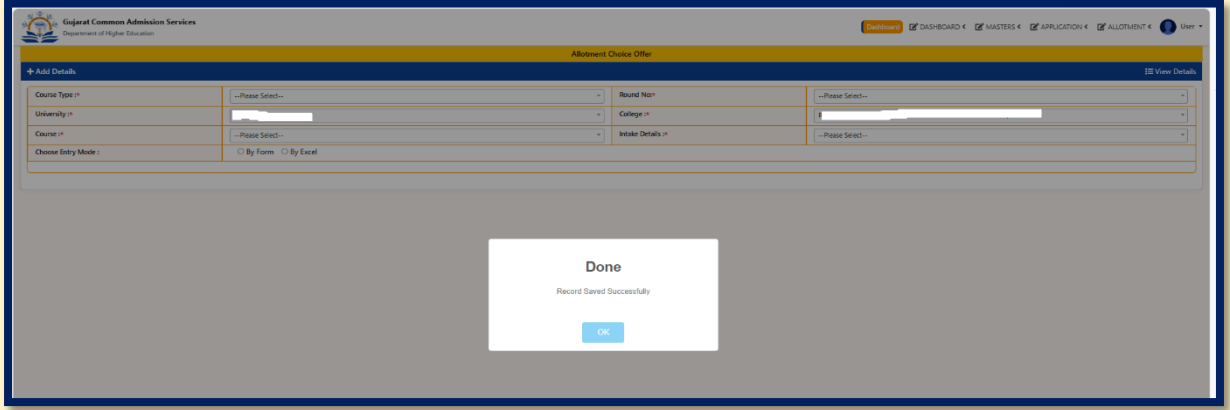 Gujarat Common Admission Services
Department of Higher Education
Dashboard DASHBOARD MASTERS APPLICATION ALLOTMENT User
Allotment Choice Offer
+ Add Details View Details
Course Type :* --Please Select-- Round No:* --Please Select--
University :* College :*
Course :* --Please Select-- Intake Details :* --Please Select--
Choose Entry Mode : By Form By Excel
Done
Record Saved Successfully
OK